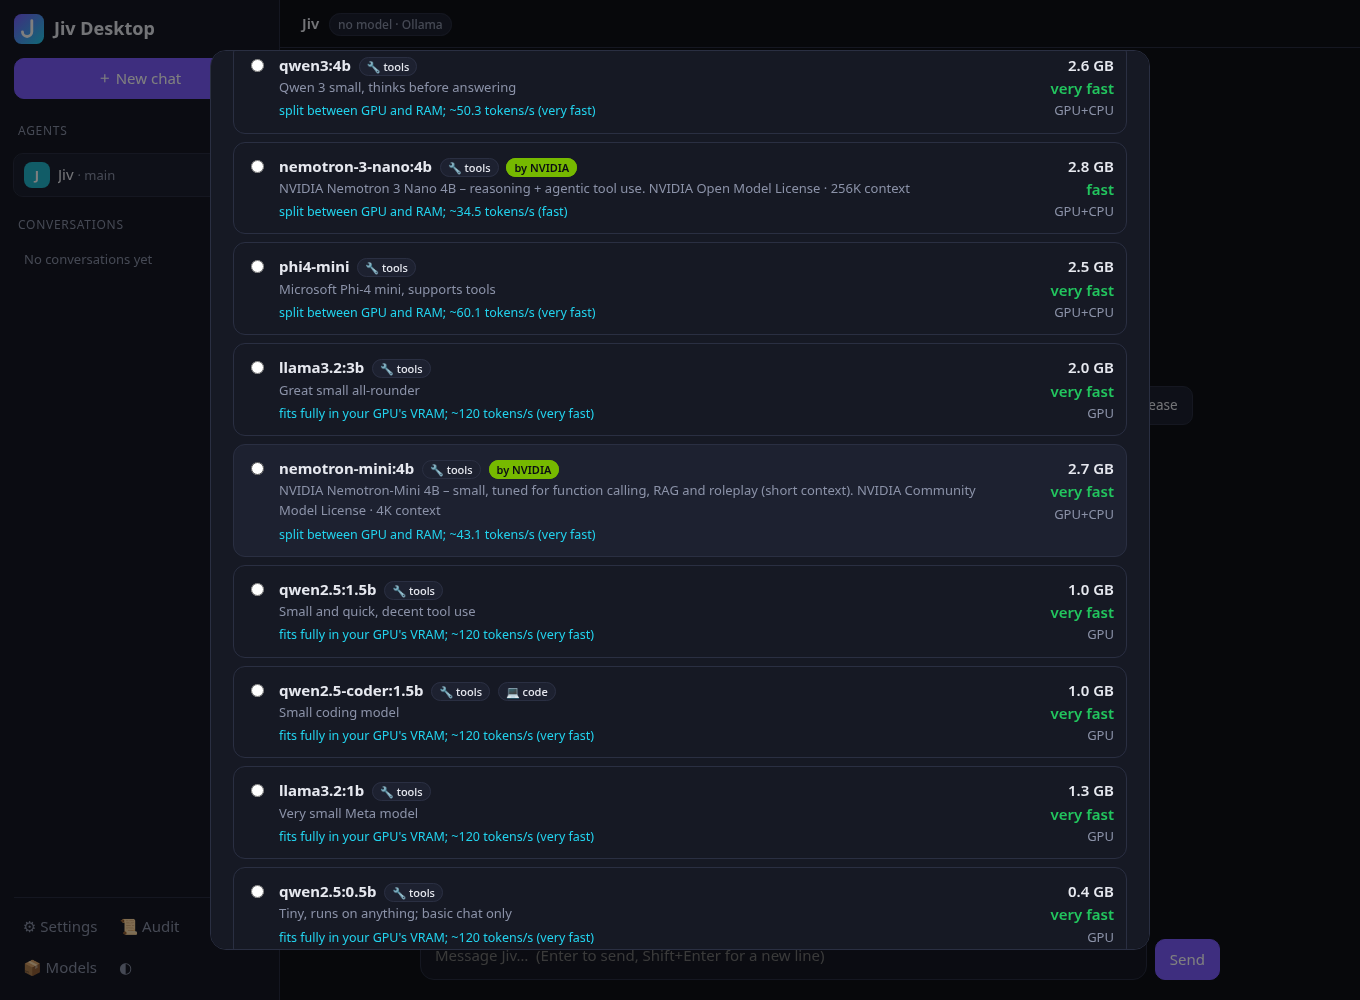 Jiv Desktop
+ New chat
AGENTS
J Jiv · main
CONVERSATIONS
No conversations yet
⚙ Settings 📜 Audit
📦 Models ◐
Jiv no model · Ollama
qwen3:4b 🔧 tools 2.6 GB
Qwen 3 small, thinks before answering very fast
split between GPU and RAM; ~50.3 tokens/s (very fast) GPU+CPU
nemotron-3-nano:4b 🔧 tools by NVIDIA 2.8 GB
NVIDIA Nemotron 3 Nano 4B – reasoning + agentic tool use. NVIDIA Open Model License · 256K context fast
split between GPU and RAM; ~34.5 tokens/s (fast) GPU+CPU
phi4-mini 🔧 tools 2.5 GB
Microsoft Phi-4 mini, supports tools very fast
split between GPU and RAM; ~60.1 tokens/s (very fast) GPU+CPU
llama3.2:3b 🔧 tools 2.0 GB
Great small all-rounder very fast
fits fully in your GPU's VRAM; ~120 tokens/s (very fast) GPU
nemotron-mini:4b 🔧 tools by NVIDIA 2.7 GB
NVIDIA Nemotron-Mini 4B – small, tuned for function calling, RAG and roleplay (short context). NVIDIA Community very fast
Model License · 4K context GPU+CPU
split between GPU and RAM; ~43.1 tokens/s (very fast)
qwen2.5:1.5b 🔧 tools 1.0 GB
Small and quick, decent tool use very fast
fits fully in your GPU's VRAM; ~120 tokens/s (very fast) GPU
qwen2.5-coder:1.5b 🔧 tools 💻 code 1.0 GB
Small coding model very fast
fits fully in your GPU's VRAM; ~120 tokens/s (very fast) GPU
llama3.2:1b 🔧 tools 1.3 GB
Very small Meta model very fast
fits fully in your GPU's VRAM; ~120 tokens/s (very fast) GPU
qwen2.5:0.5b 🔧 tools 0.4 GB
Tiny, runs on anything; basic chat only very fast
fits fully in your GPU's VRAM; ~120 tokens/s (very fast) GPU
Message Jiv... (Enter to send, Shift+Enter for a new line) Send